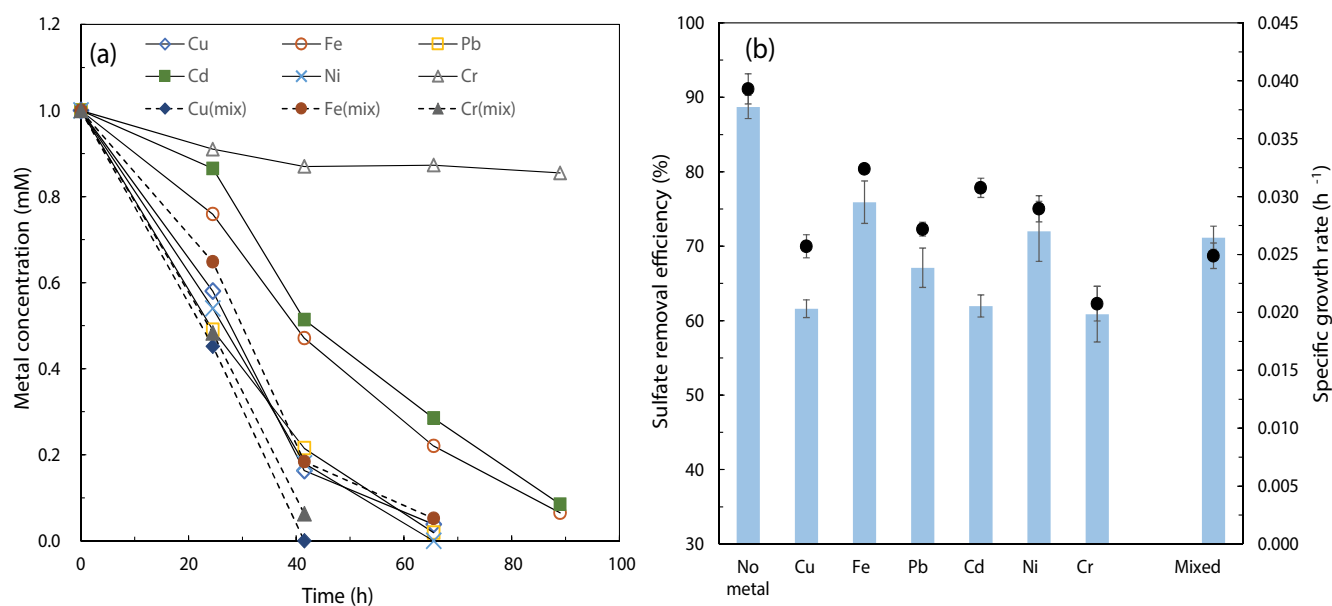 (a)
Cu Fe Pb
Cd Ni Cr
Cu(mix) Fe(mix) Cr(mix)
Metal concentration (mM)
1.2
1.0
0.8
0.6
0.4
0.2
0.0
0 20 40 60 80 100
Time (h)
(b)
Sulfate removal efficiency (%)
100
90
80
70
60
50
40
30
No metal Cu Fe Pb Cd Ni Cr Mixed
0.045
0.040
0.035
0.030
0.025
0.020
0.015
0.010
0.005
0.000
Specific growth rate (h⁻¹)